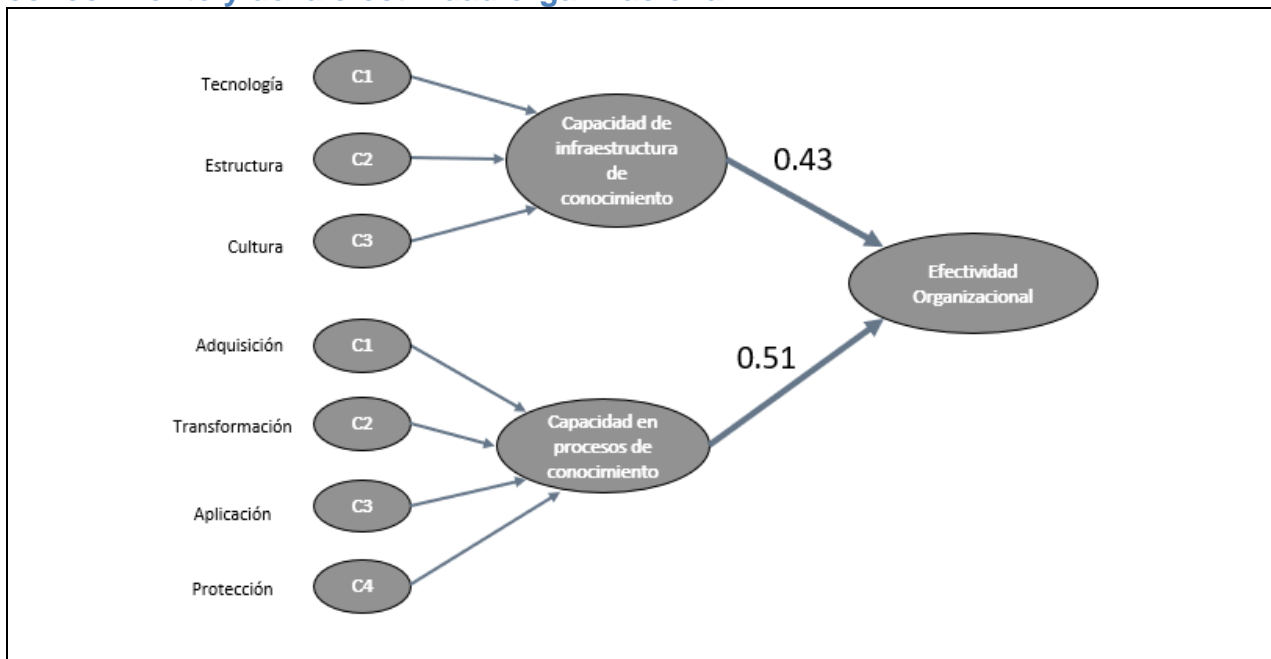 Tecnología
C1
Estructura
C2
Cultura
C3
Capacidad de
infraestructura
de
conocimiento
0.43
Efectividad
Organizacional
Adquisición
C1
Transformación
C2
Aplicación
C3
Protección
C4
Capacidad en
procesos de
conocimiento
0.51